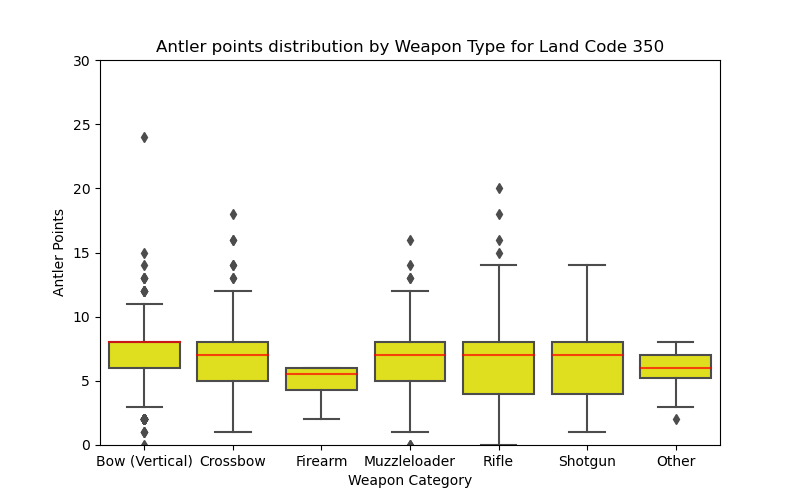 Antler points distribution by Weapon Type for Land Code 350
Antler Points
30
25
20
15
10
5
0
Bow (Vertical) Crossbow Firearm Muzzleloader Rifle Shotgun Other
Weapon Category